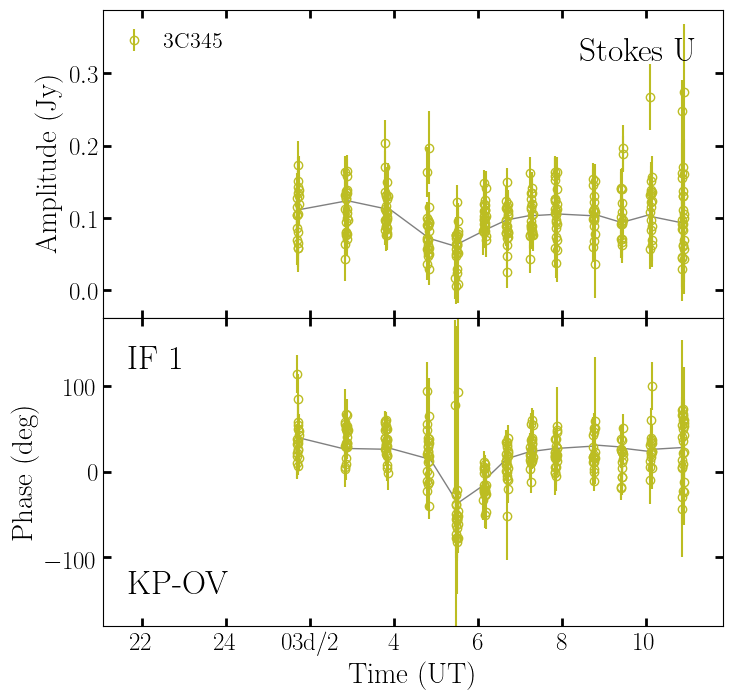 3C345
Stokes U
Amplitude (Jy)
0.3
0.2
0.1
0.0
IF 1
Phase (deg)
100
0
−100
KP-OV
22 24 03d/2 4 6 8 10
Time (UT)